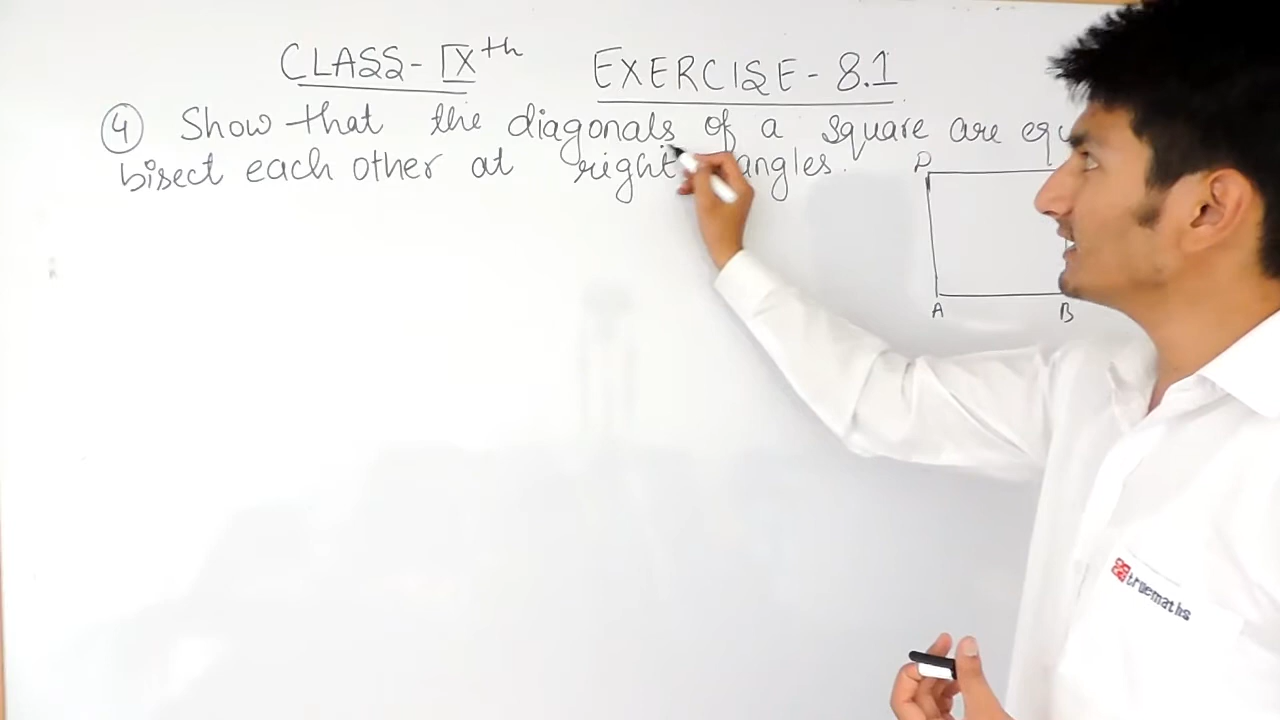 CLASS-IXth EXERCISE-8.1
④ Show that the diagonals of a square are
bisect each other at right angles.
A B
truemaths